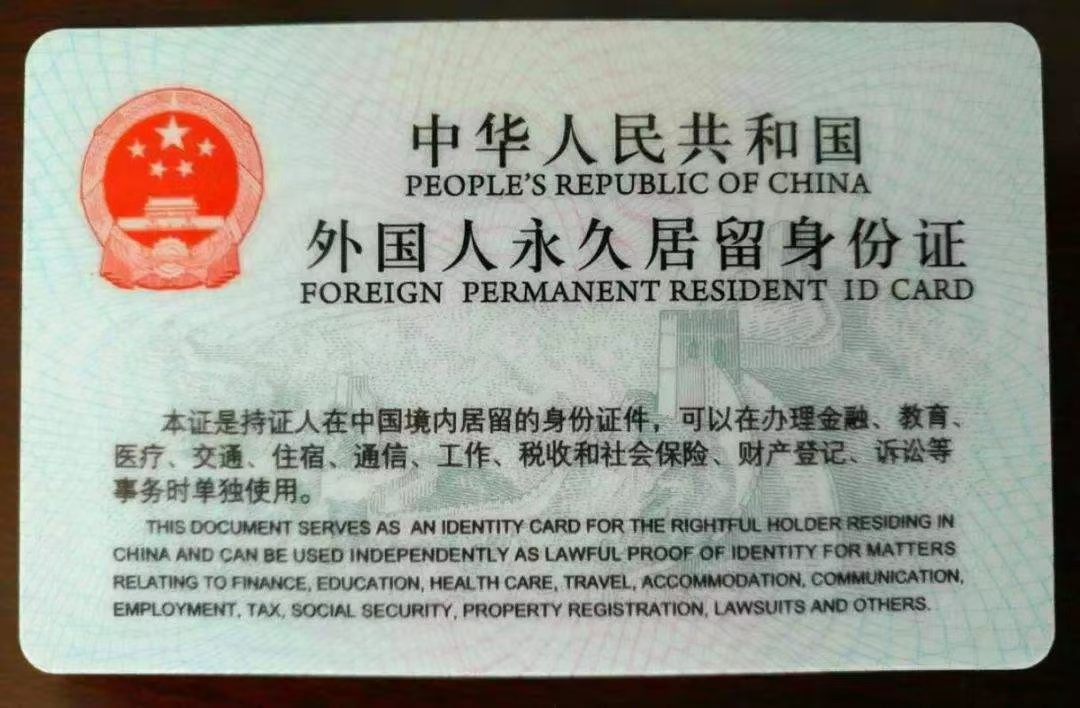 中华人民共和国
PEOPLE'S REPUBLIC OF CHINA
外国人永久居留身份证
FOREIGN PERMANENT RESIDENT ID CARD
本证是持证人在中国境内居留的身份证件，可以在办理金融、教育、
医疗、交通、住宿、通信、工作、税收和社会保险、财产登记、诉讼等
事务时单独使用。
THIS DOCUMENT SERVES AS AN IDENTITY CARD FOR THE RIGHTFUL HOLDER RESIDING IN
CHINA AND CAN BE USED INDEPENDENTLY AS LAWFUL PROOF OF IDENTITY FOR MATTERS
RELATING TO FINANCE, EDUCATION, HEALTH CARE, TRAVEL, ACCOMMODATION, COMMUNICATION,
EMPLOYMENT, TAX, SOCIAL SECURITY, PROPERTY REGISTRATION, LAWSUITS AND OTHERS.